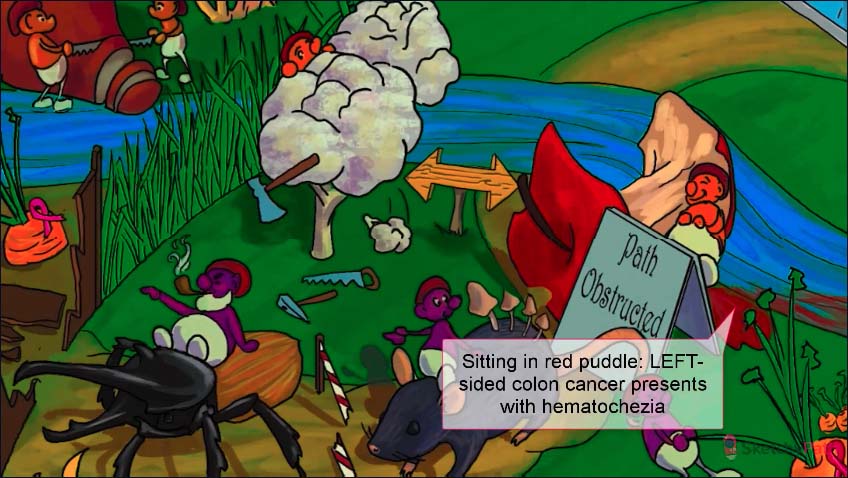 Path
Obstructed
Sitting in red puddle: LEFT-
sided colon cancer presents
with hematochezia